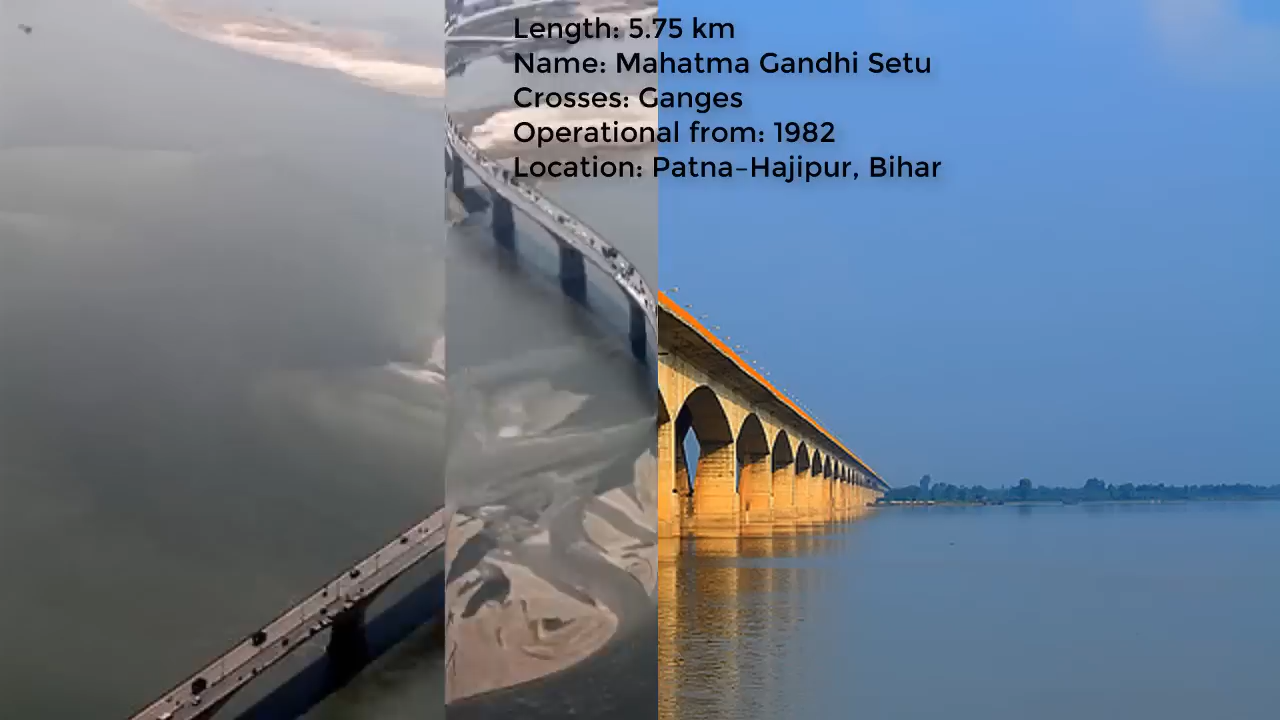 Length: 5.75 km
Name: Mahatma Gandhi Setu
Crosses: Ganges
Operational from: 1982
Location: Patna-Hajipur, Bihar